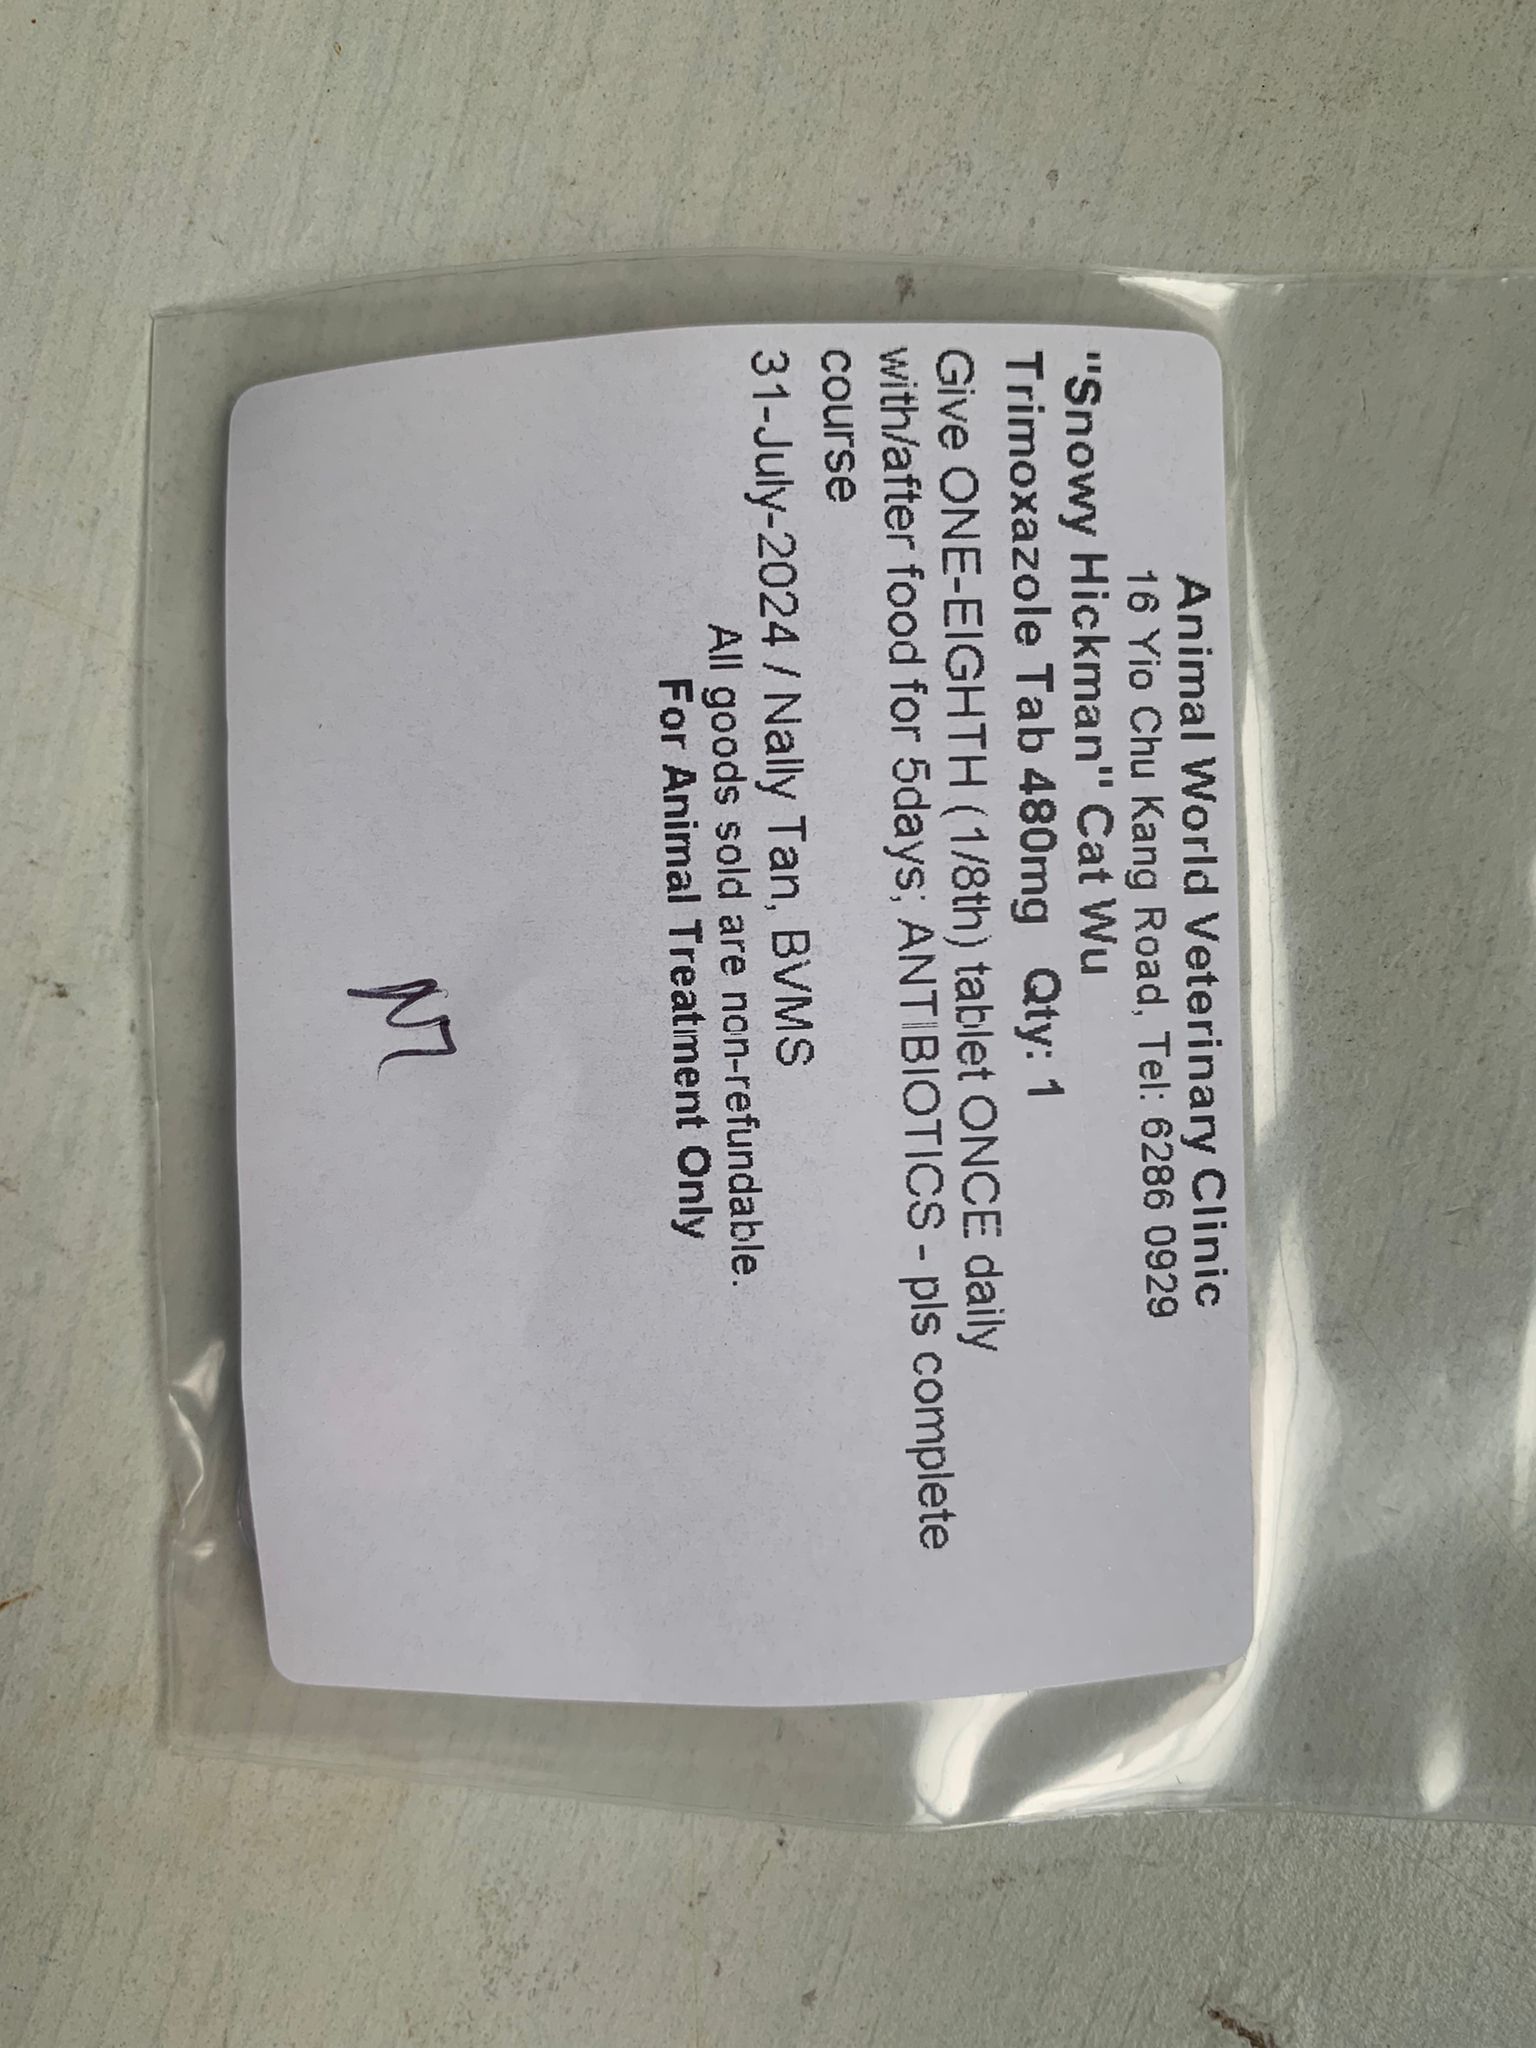 Animal World Veterinary Clinic
16 Yio Chu Kang Road, Tel: 6286 0929
"Snowy Hickman" Cat Wu
Trimoxazole Tab 480mg Qty: 1
Give ONE-EIGHTH (1/8th) tablet ONCE daily
with/after food for 5days; ANTIBIOTICS - pls complete
course
31-July-2024 / Nally Tan, BVMS
All goods sold are non-refundable.
For Animal Treatment Only